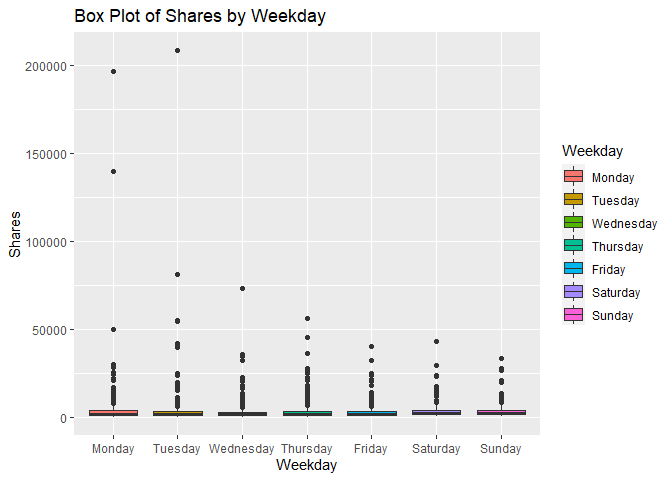 Box Plot of Shares by Weekday
200000
150000
100000
50000
0
Shares
Monday Tuesday Wednesday Thursday Friday Saturday Sunday
Weekday
Weekday
Monday
Tuesday
Wednesday
Thursday
Friday
Saturday
Sunday